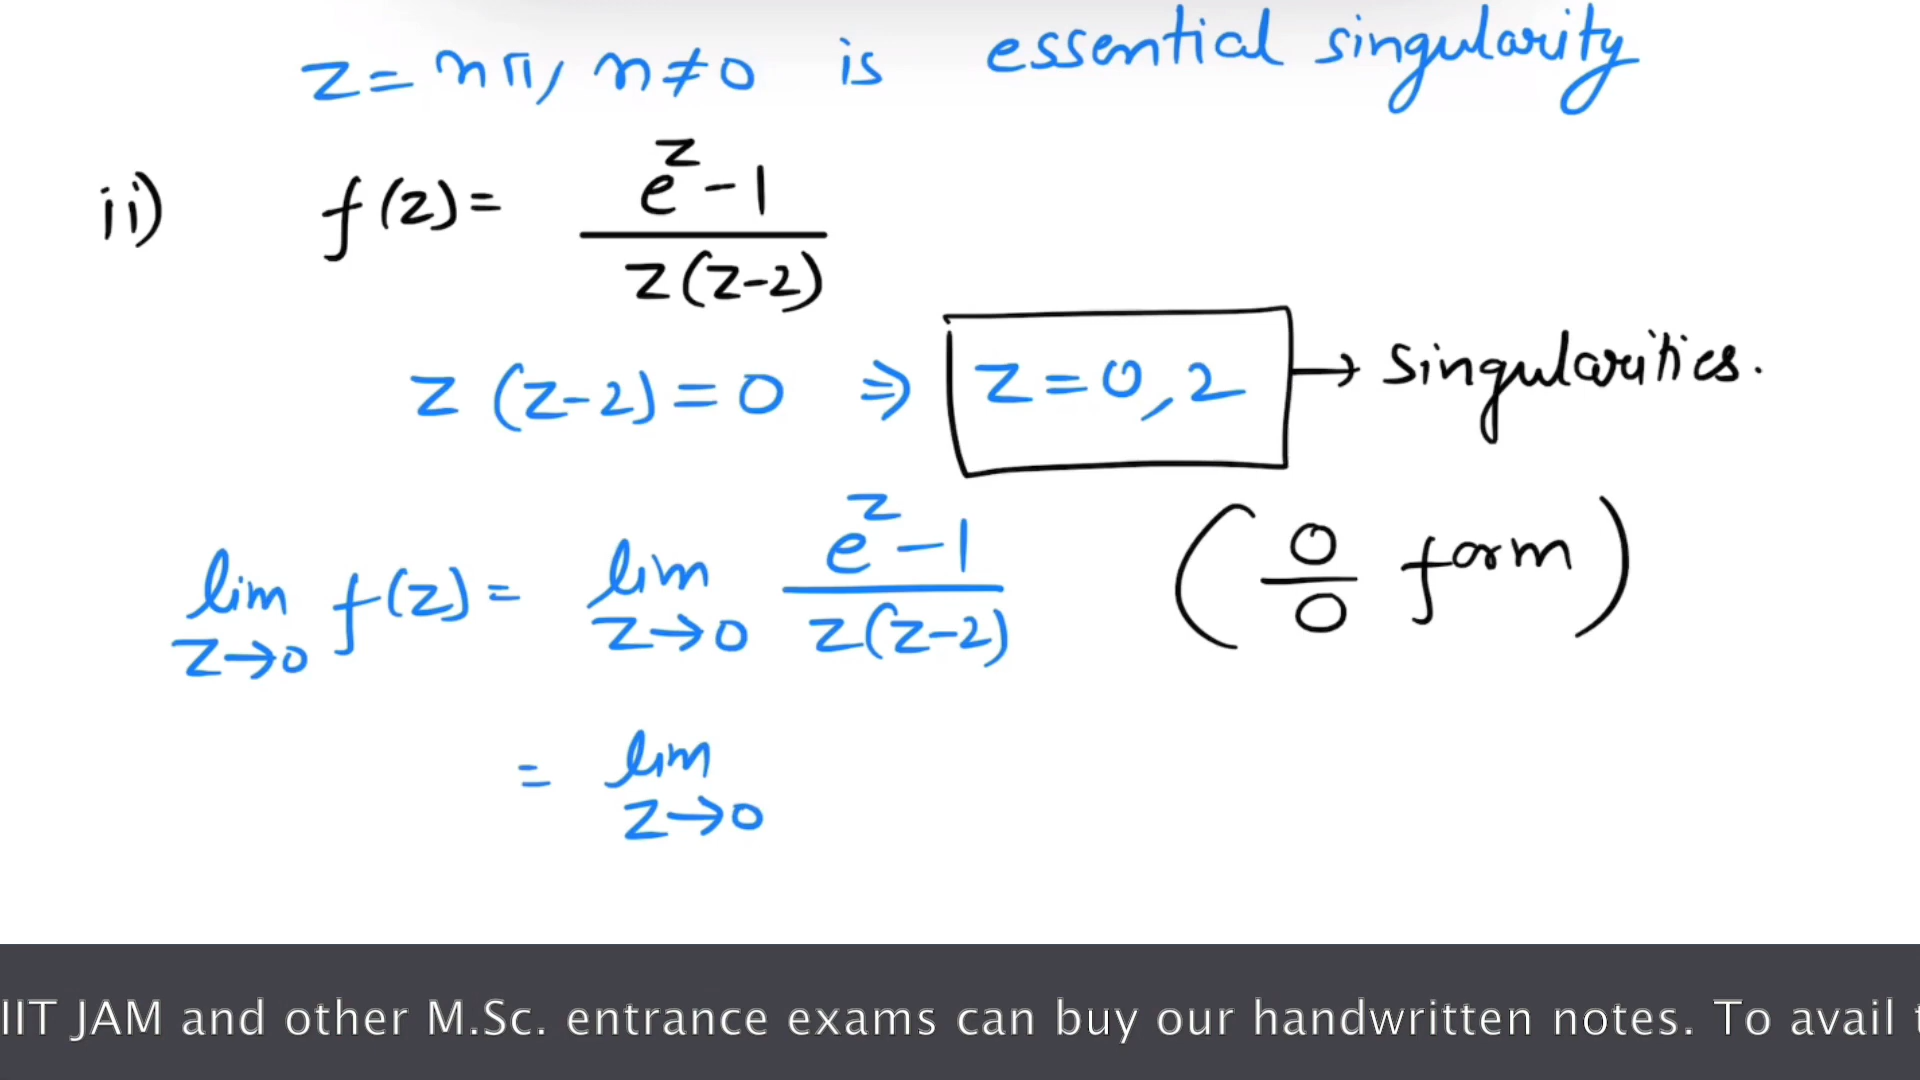 z = nπ, n ≠ 0 is essential singularity
ii) f(z) = (e^z - 1) / (z(z-2))
z(z-2) = 0 ⇒ z = 0, 2 → singularities.
lim_{z→0} f(z) = lim_{z→0} (e^z - 1) / (z(z-2)) (0/0 form)
= lim_{z→0}
IIT JAM and other M.Sc. entrance exams can buy our handwritten notes. To avail